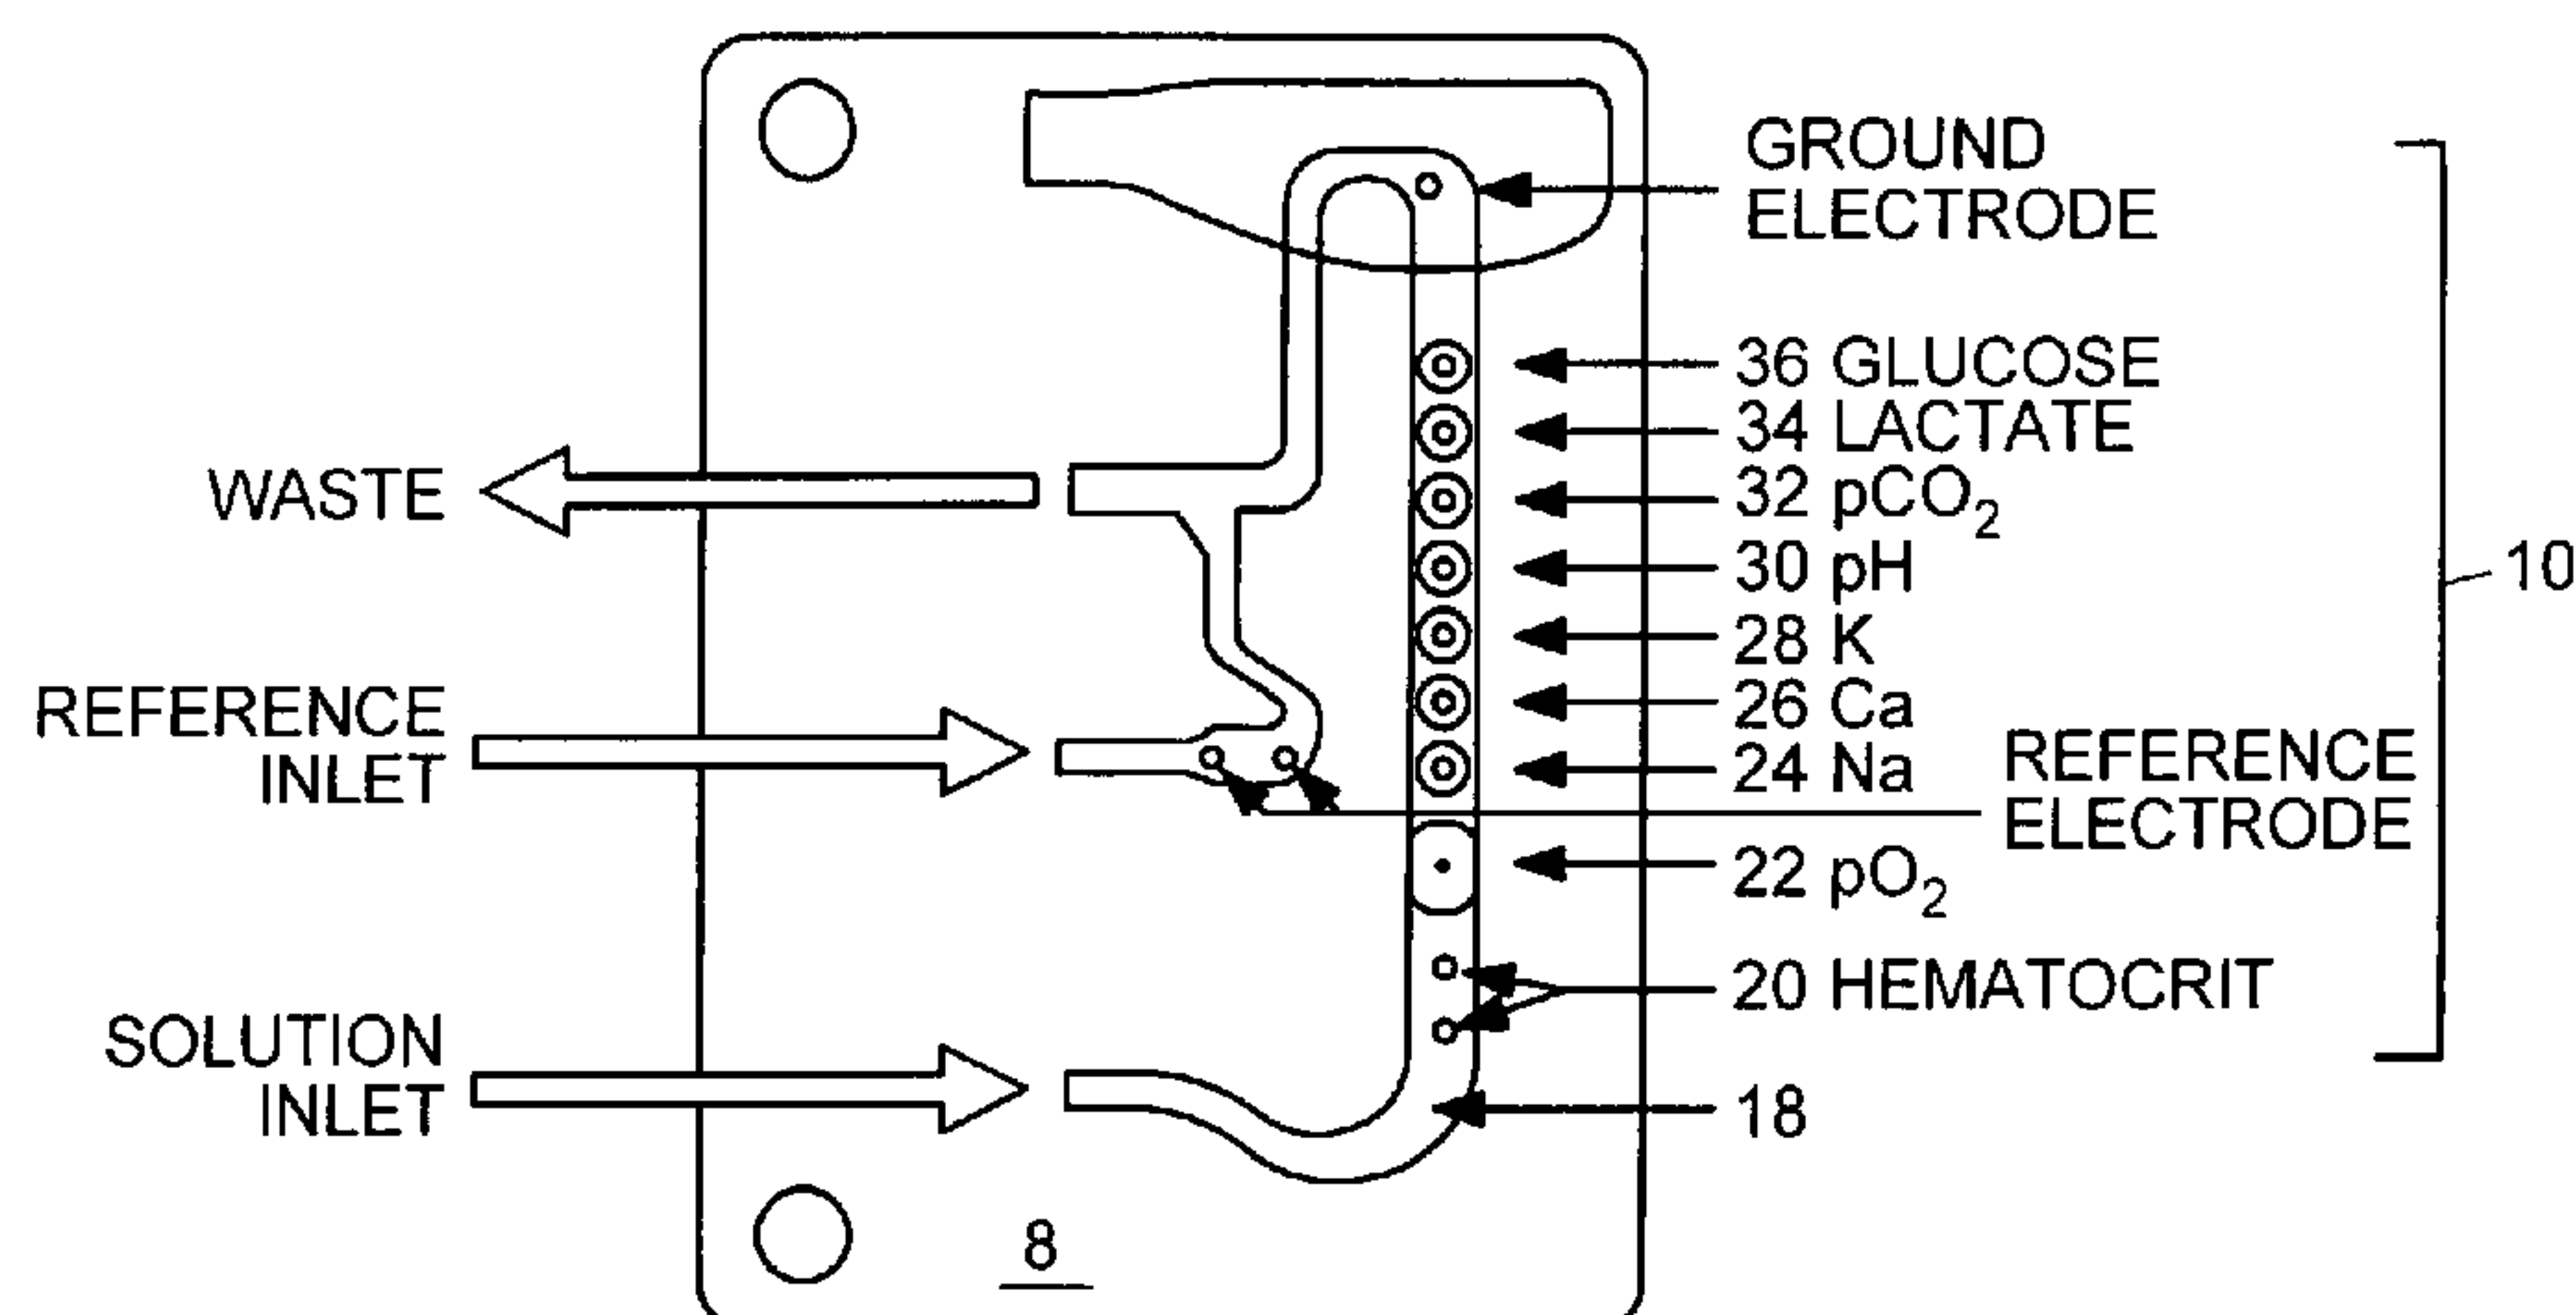 GROUND
ELECTRODE
36 GLUCOSE
34 LACTATE
WASTE
32 pCO₂
30 pH
10
28 K
REFERENCE
INLET
26 Ca
24 Na
REFERENCE
ELECTRODE
22 pO₂
20 HEMATOCRIT
SOLUTION
INLET
18
8